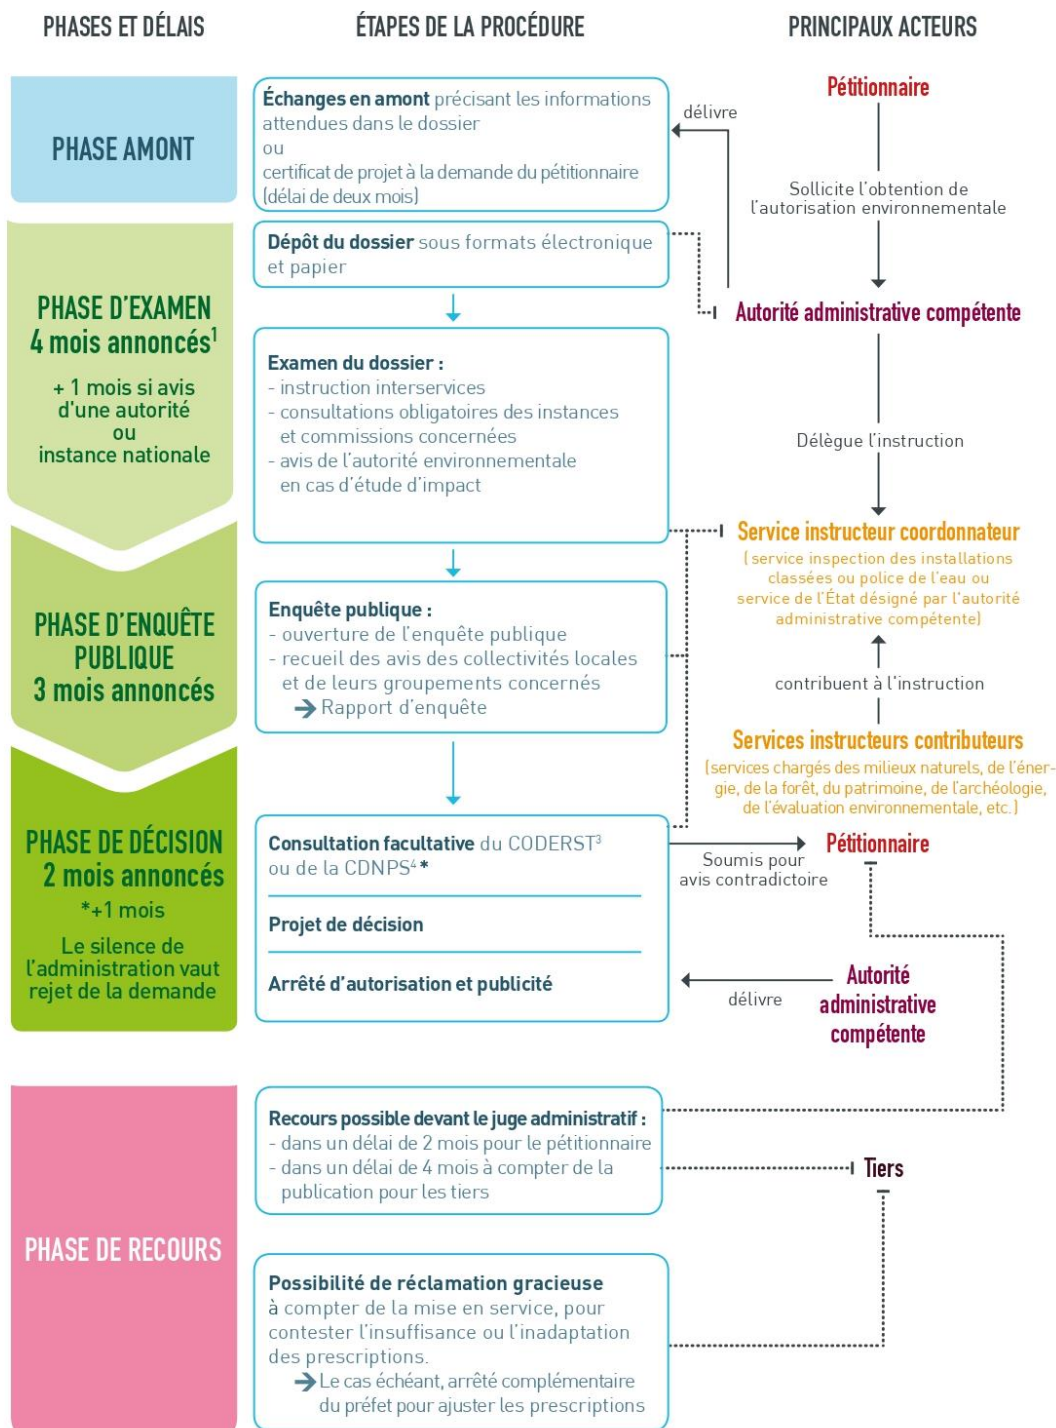 PHASES ET DÉLAIS
ÉTAPES DE LA PROCÉDURE
PRINCIPAUX ACTEURS
PHASE AMONT
Échanges en amont précisant les informations
attendues dans le dossier
ou
certificat de projet à la demande du pétitionnaire
(délai de deux mois)
délivre
Pétitionnaire
Sollicite l'obtention de
l'autorisation environnementale
PHASE D'EXAMEN
4 mois annoncés¹
+ 1 mois si avis
d'une autorité
ou
instance nationale
Dépôt du dossier sous formats électronique
et papier
Autorité administrative compétente
Examen du dossier :
- instruction interservices
- consultations obligatoires des instances
et commissions concernées
- avis de l'autorité environnementale
en cas d'étude d'impact
Délègue l'instruction
Service instructeur coordonnateur
(service inspection des installations
classées ou police de l'eau ou
service de l'État désigné par l'autorité
administrative compétente)
PHASE D'ENQUÊTE
PUBLIQUE
3 mois annoncés
Enquête publique :
- ouverture de l'enquête publique
- recueil des avis des collectivités locales
et de leurs groupements concernés
→ Rapport d'enquête
contribuent à l'instruction
Services instructeurs contributeurs
(services chargés des milieux naturels, de l'éner-
gie, de la forêt, du patrimoine, de l'archéologie,
de l'évaluation environnementale, etc.)
PHASE DE DÉCISION
2 mois annoncés
*+1 mois
Le silence de
l'administration vaut
rejet de la demande
Consultation facultative du CODERST³
ou de la CDNPS⁴ *
Projet de décision
Arrêté d'autorisation et publicité
Soumis pour
avis contradictoire
Pétitionnaire
délivre
Autorité
administrative
compétente
PHASE DE RECOURS
Recours possible devant le juge administratif :
- dans un délai de 2 mois pour le pétitionnaire
- dans un délai de 4 mois à compter de la
publication pour les tiers
Tiers
Possibilité de réclamation gracieuse
à compter de la mise en service, pour
contester l'insuffisance ou l'inadaptation
des prescriptions.
→ Le cas échéant, arrêté complémentaire
du préfet pour ajuster les prescriptions